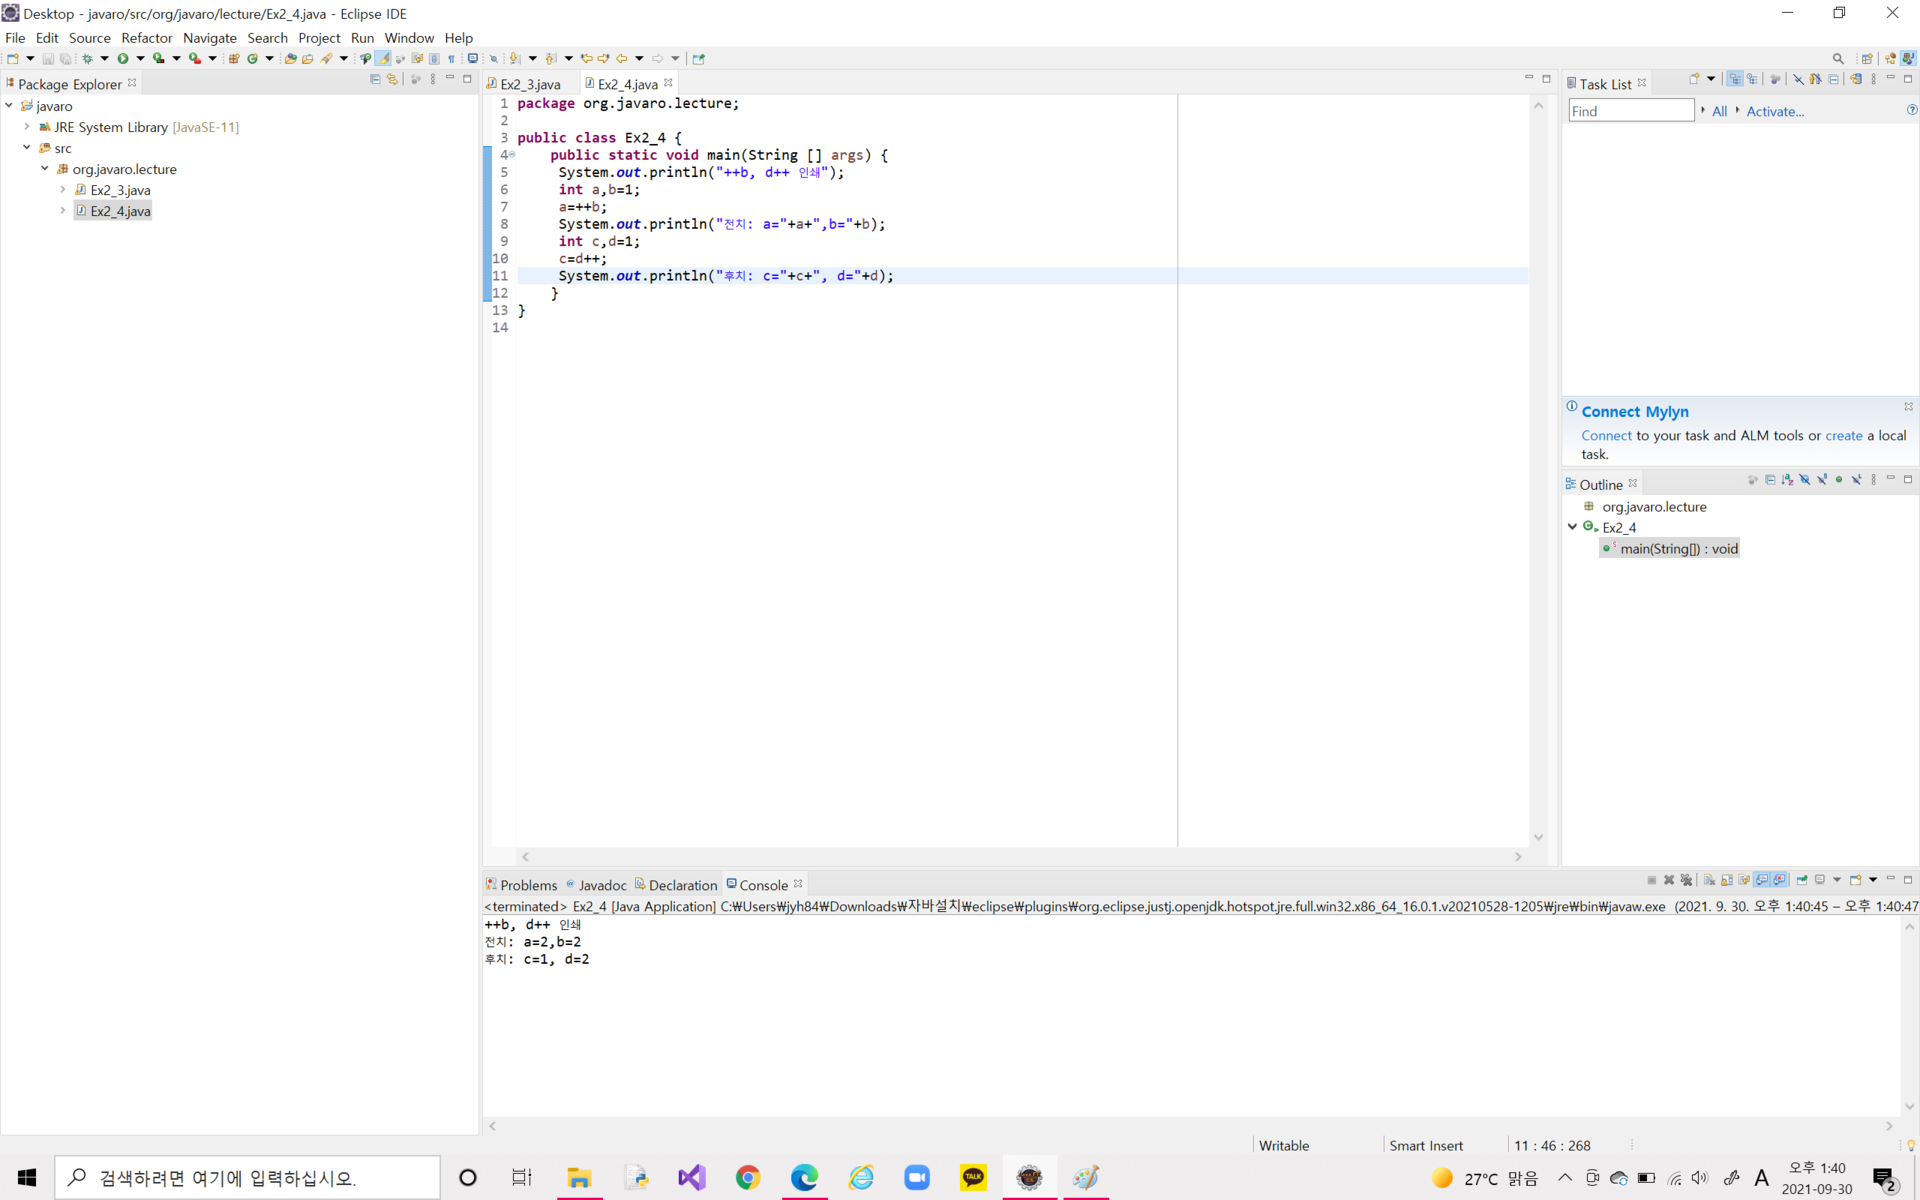 Desktop - javaro/src/org/javaro/lecture/Ex2_4.java - Eclipse IDE
File Edit Source Refactor Navigate Search Project Run Window Help
Package Explorer
javaro
JRE System Library [JavaSE-11]
src
org.javaro.lecture
Ex2_3.java
Ex2_4.java
Ex2_3.java Ex2_4.java
1 package org.javaro.lecture;
2
3 public class Ex2_4 {
4 public static void main(String [] args) {
5 System.out.println("++b, d++ 인쇄");
6 int a,b=1;
7 a=++b;
8 System.out.println("전치: a="+a+",b="+b);
9 int c,d=1;
10 c=d++;
11 System.out.println("후치: c="+c+", d="+d);
12 }
13 }
14
Task List
Find All Activate...
Connect Mylyn
Connect to your task and ALM tools or create a local
task.
Outline
org.javaro.lecture
Ex2_4
main(String[]) : void
Problems Javadoc Declaration Console
<terminated> Ex2_4 [Java Application] C:₩Users₩jyh84₩Downloads₩자바설치₩eclipse₩plugins₩org.eclipse.justj.openjdk.hotspot.jre.full.win32.x86_64_16.0.1.v20210528-1205₩jre₩bin₩javaw.exe (2021. 9. 30. 오후 1:40:45 – 오후 1:40:47
++b, d++ 인쇄
전치: a=2,b=2
후치: c=1, d=2
Writable Smart Insert 11 : 46 : 268
검색하려면 여기에 입력하십시오.
TALK
27°C 맑음
A
오후 1:40
2021-09-30
2